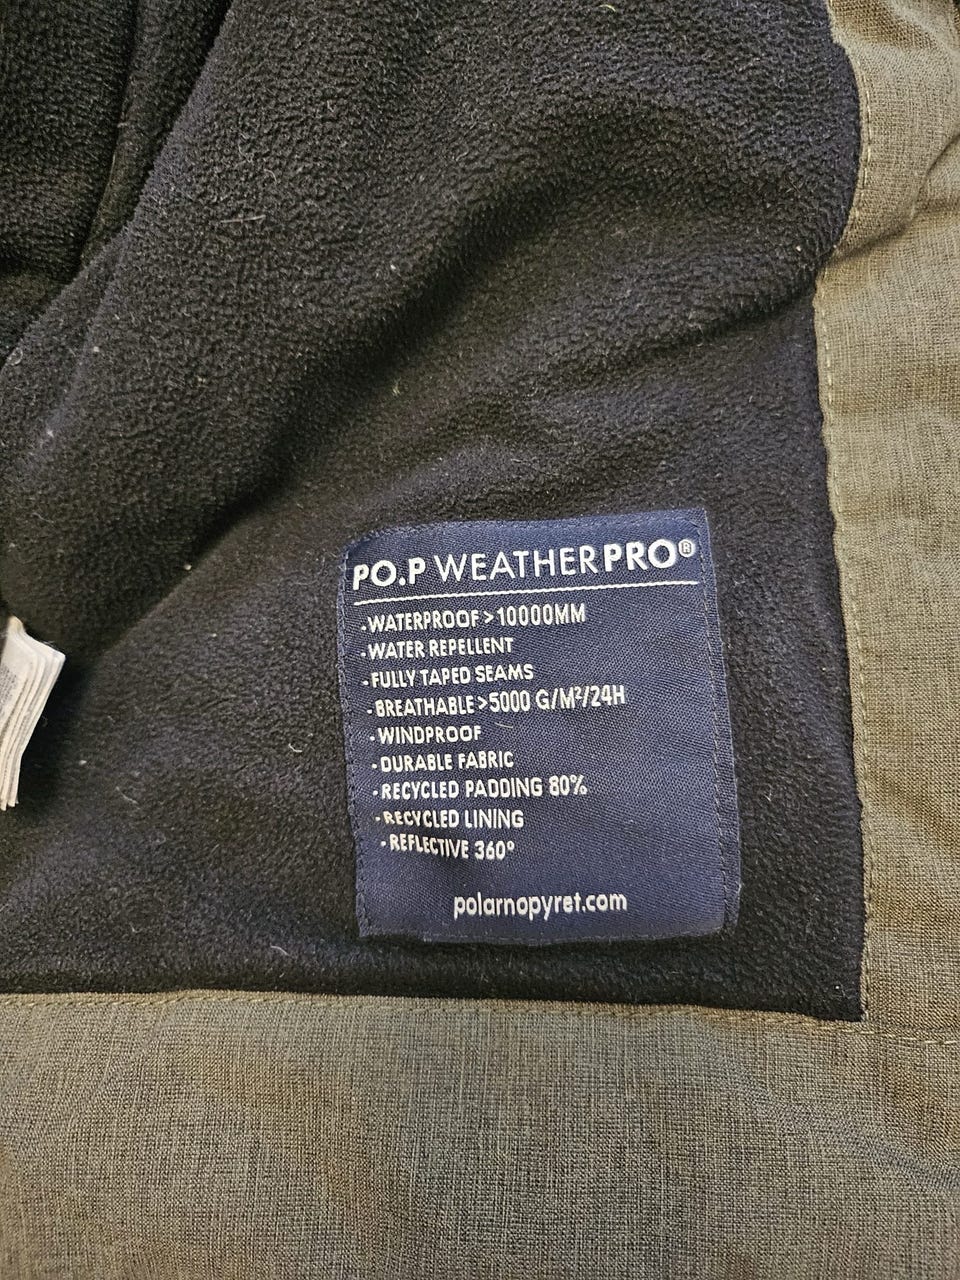 PO.P WEATHERPRO®
-WATERPROOF >10000MM
-WATER REPELLENT
-FULLY TAPED SEAMS
-BREATHABLE >5000 G/M²/24H
-WINDPROOF
-DURABLE FABRIC
-RECYCLED PADDING 80%
-RECYCLED LINING
-REFLECTIVE 360°
polarnopyret.com